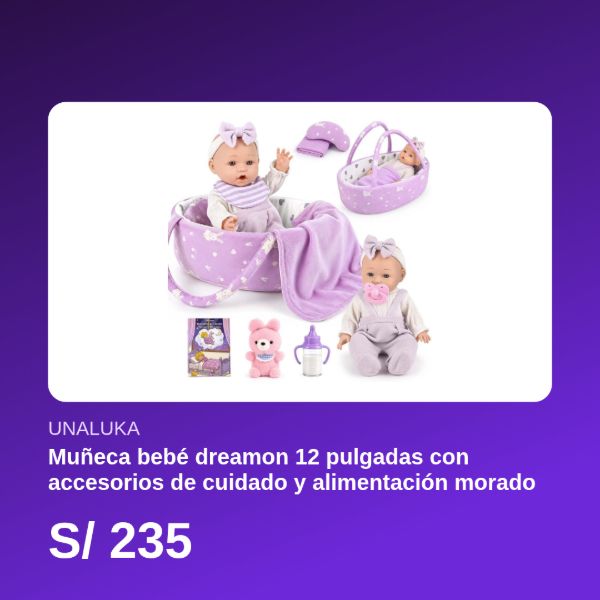 UNALUKA
Muñeca bebé dreamon 12 pulgadas con
accesorios de cuidado y alimentación morado
S/ 235